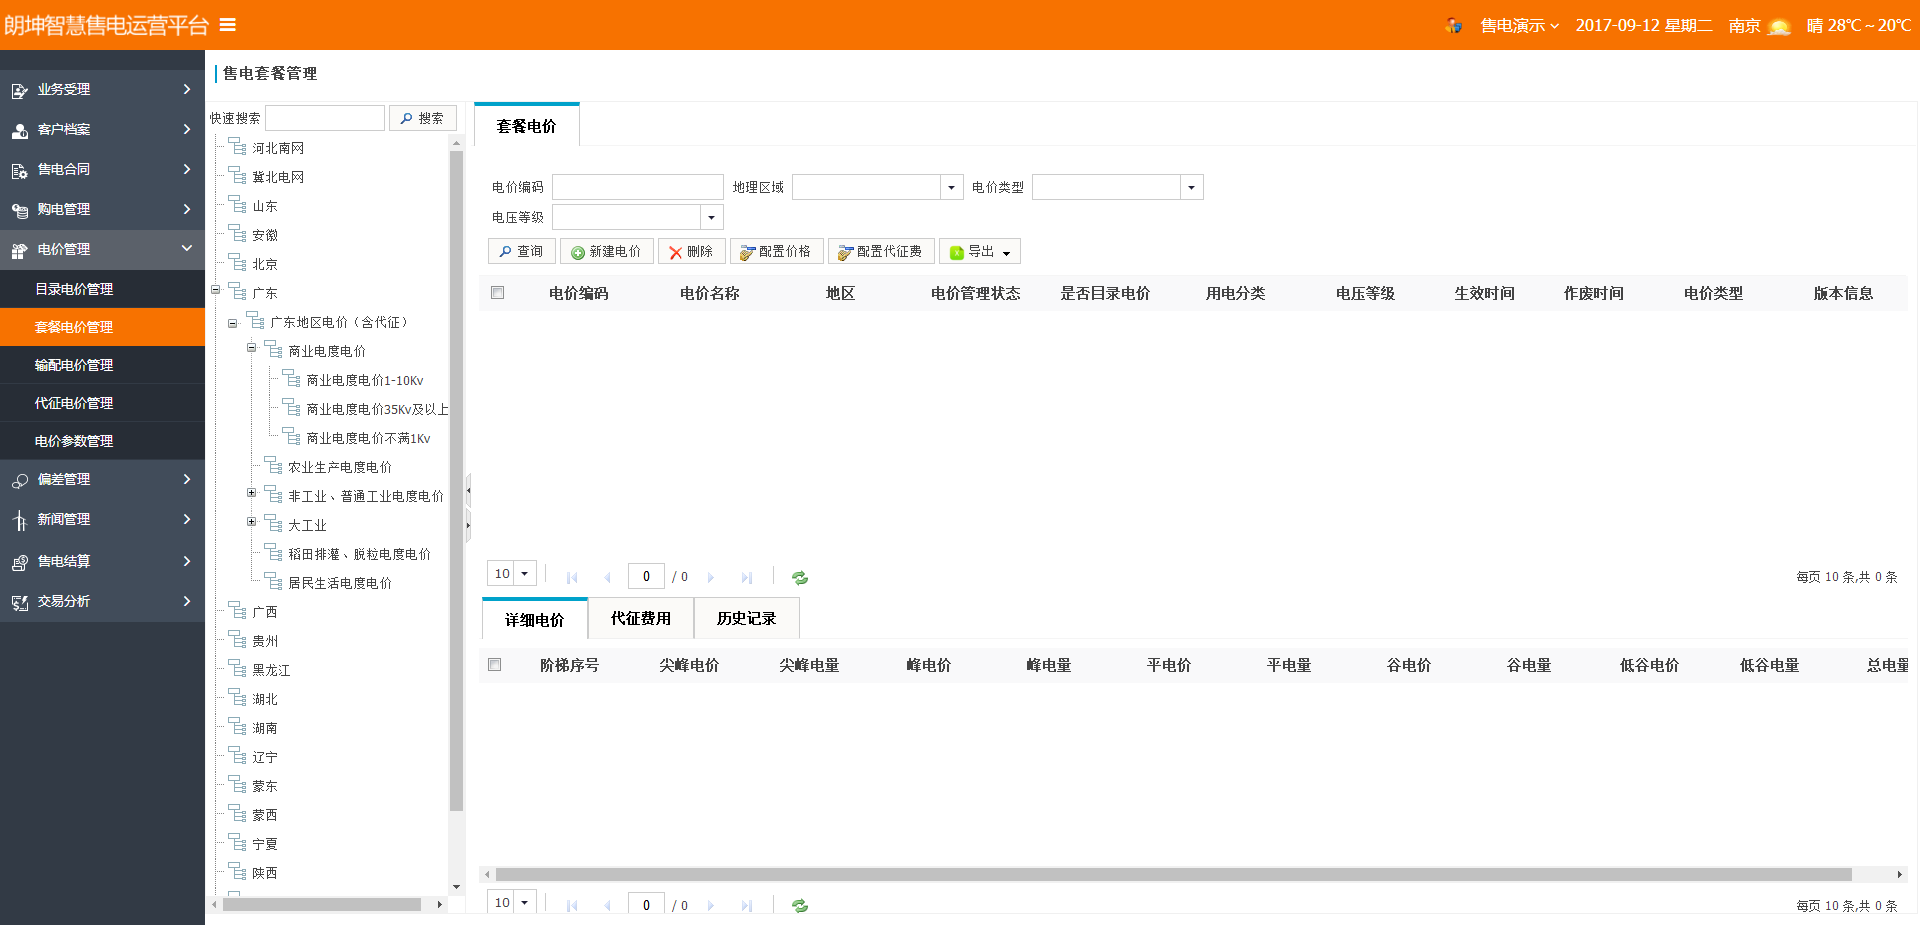 朗坤智慧售电运营平台
售电演示 2017-09-12 星期二 南京 晴 28℃~20℃
业务受理
客户档案
售电合同
购电管理
电价管理
目录电价管理
套餐电价管理
输配电价管理
代征电价管理
电价参数管理
偏差管理
新闻管理
售电结算
交易分析
售电套餐管理
快速搜索 搜索
河北南网
冀北电网
山东
安徽
北京
广东
广东地区电价（含代征）
商业电度电价
商业电度电价1-10Kv
商业电度电价35Kv及以上
商业电度电价不满1Kv
农业生产电度电价
非工业、普通工业电度电价
大工业
稻田排灌、脱粒电度电价
居民生活电度电价
广西
贵州
黑龙江
湖北
湖南
辽宁
蒙东
蒙西
宁夏
陕西
套餐电价
电价编码 地理区域 电价类型
电压等级
查询 新建电价 删除 配置价格 配置代征费 导出
电价编码 电价名称 地区 电价管理状态 是否目录电价 用电分类 电压等级 生效时间 作废时间 电价类型 版本信息
10 0 / 0 每页 10 条,共 0 条
详细电价 代征费用 历史记录
阶梯序号 尖峰电价 尖峰电量 峰电价 峰电量 平电价 平电量 谷电价 谷电量 低谷电价 低谷电量 总电量
10 0 / 0 每页 10 条,共 0 条